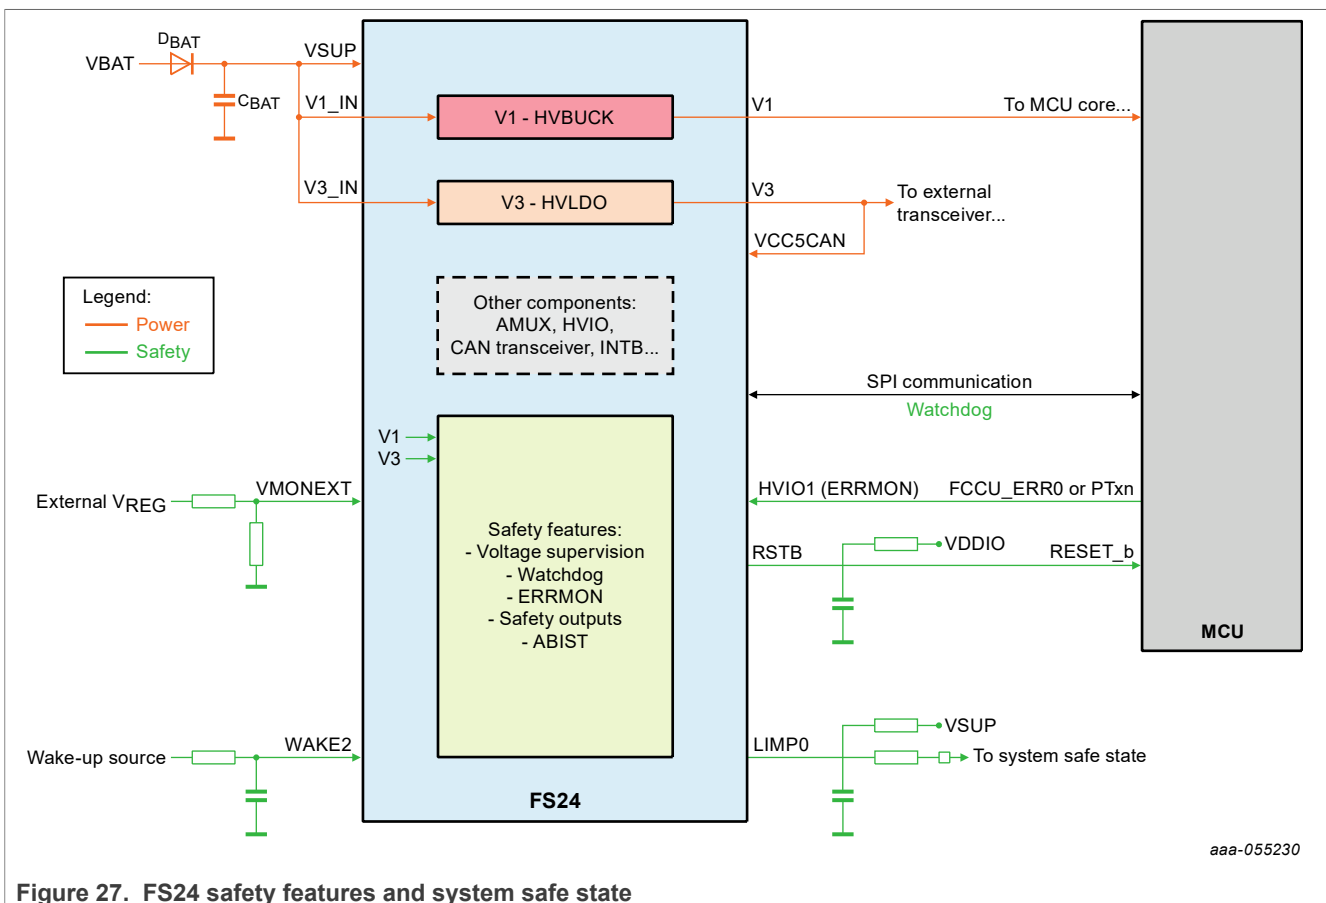 DBAT
VBAT
VSUP
CBAT
V1_IN
V1 - HVBUCK
V1
To MCU core...
V3_IN
V3 - HVLDO
V3
To external
transceiver...
VCC5CAN
Legend:
Power
Safety
Other components:
AMUX, HVIO,
CAN transceiver, INTB...
SPI communication
Watchdog
V1
V3
External VREG
VMONEXT
HVIO1 (ERRMON)
FCCU_ERR0 or PTxn
Safety features:
- Voltage supervision
- Watchdog
- ERRMON
- Safety outputs
- ABIST
VDDIO
RSTB
RESET_b
MCU
Wake-up source
WAKE2
LIMP0
VSUP
To system safe state
FS24
aaa-055230
Figure 27. FS24 safety features and system safe state